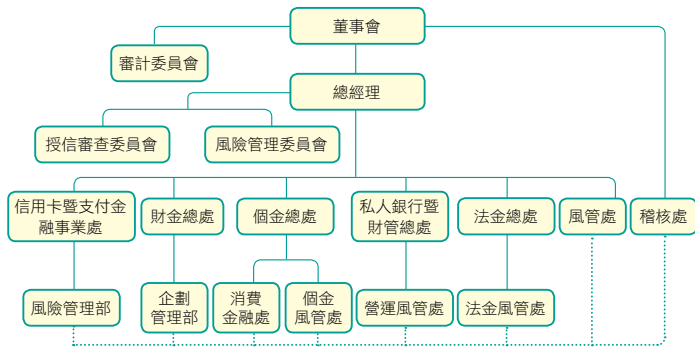 董事會
審計委員會
總經理
授信審查委員會
風險管理委員會
信用卡暨支付金
融事業處
財金總處
個金總處
私人銀行暨
財管總處
法金總處
風管處
稽核處
風險管理部
企劃
管理部
消費
金融處
個金
風管處
營運風管處
法金風管處